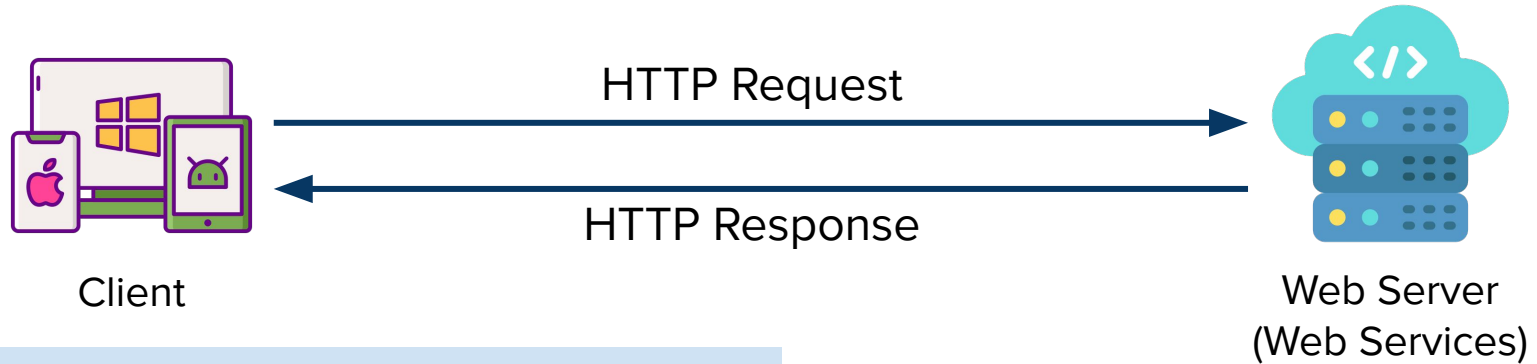 HTTP Request
</>
HTTP Response
Client
Web Server
(Web Services)